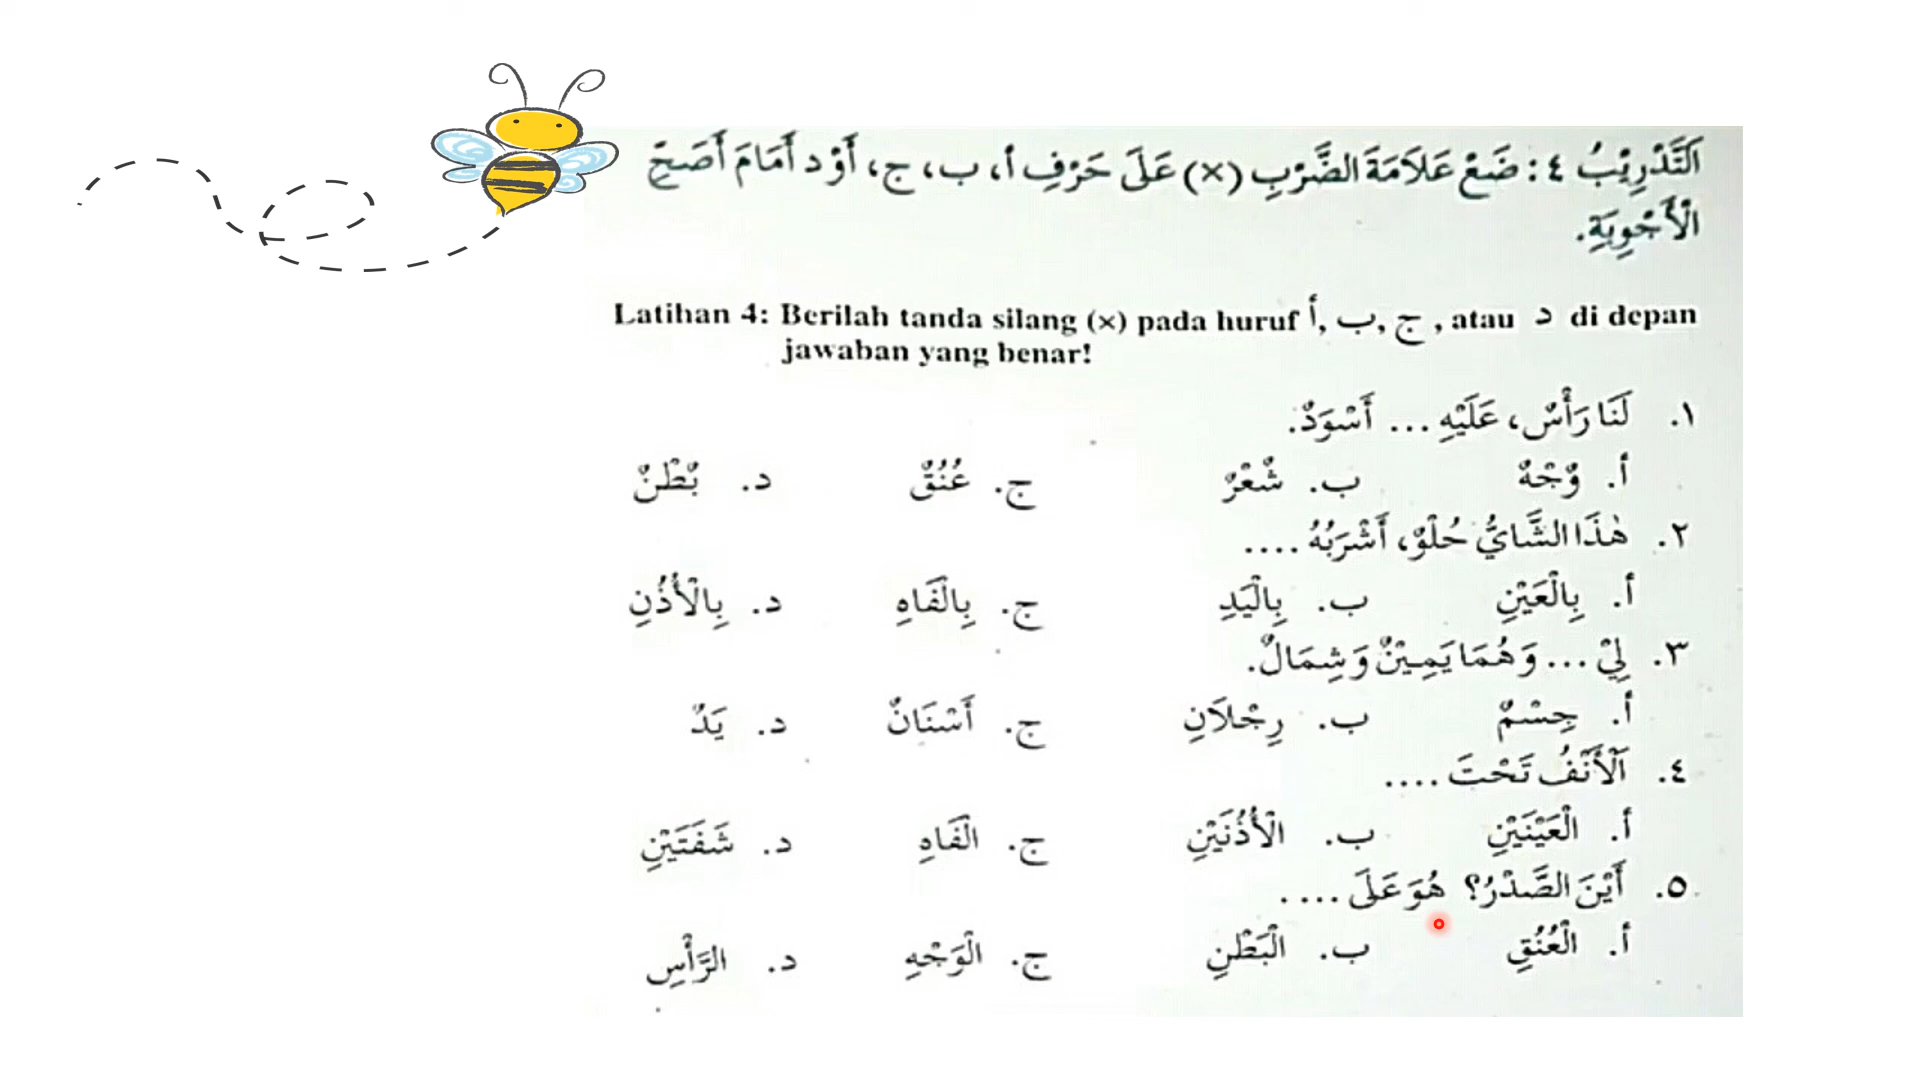 اَلتَّدْرِيْبُ ٤ : ضَعْ عَلَامَةَ الضَّرْبِ (×) عَلَى حَرْفِ أ، ب، ج، أَوْ د أَمَامَ أَصَحِّ
الْأَجْوِبَةِ.
Latihan 4: Berilah tanda silang (×) pada huruf أ, ب, ج , atau د di depan
jawaban yang benar!
١. لَنَا رَأْسٌ، عَلَيْهِ ... أَسْوَدٌ.
أ. وٌجْهٌ ب. شٌعْرٌ ج. عُنُقٌ د. بٌطْنٌ
٢. هٰذَا الشَّايُّ حُلْوٌ، أَشْرَبُهُ ....
أ. بِالْعَيْنِ ب. بِالْيَدِ ج. بِالْفَاهِ د. بِالْأُذُنِ
٣. لِيْ ... وَهُمَا يَمِيْنٌ وَشِمَالٌ.
أ. جِسْمٌ ب. رِجْلَانِ ج. أَسْنَانٌ د. يَدٌ
٤. اَلْأَنْفُ تَحْتَ ....
أ. الْعَيْنَيْنِ ب. الْأُذُنَيْنِ ج. الْفَاهِ د. شَفَتَيْنِ
٥. أَيْنَ الصَّدْرُ؟ هُوَ عَلَى ....
أ. الْعُنُقِ ب. الْبَطْنِ ج. الْوَجْهِ د. الرَّأْسِ